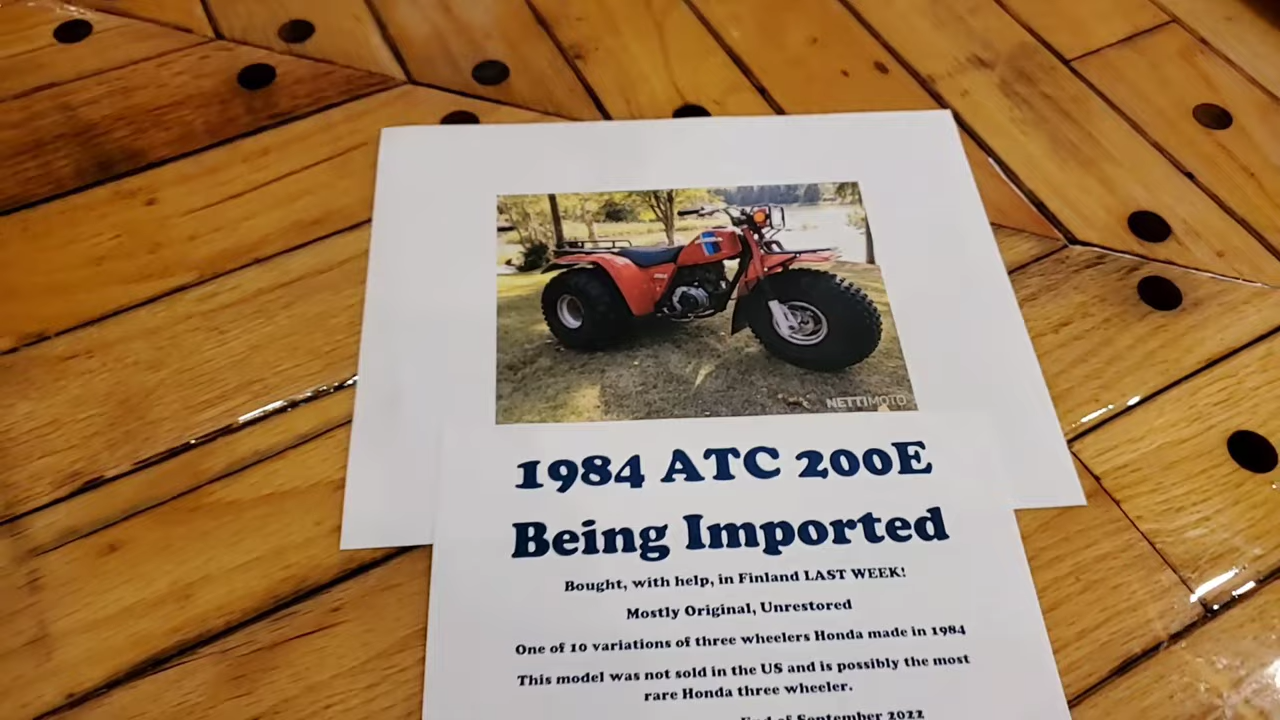 NETTIMOTO
1984 ATC 200E
Being Imported
Bought, with help, in Finland LAST WEEK!
Mostly Original, Unrestored
One of 10 variations of three wheelers Honda made in 1984
This model was not sold in the US and is possibly the most
rare Honda three wheeler.
End of September 2022